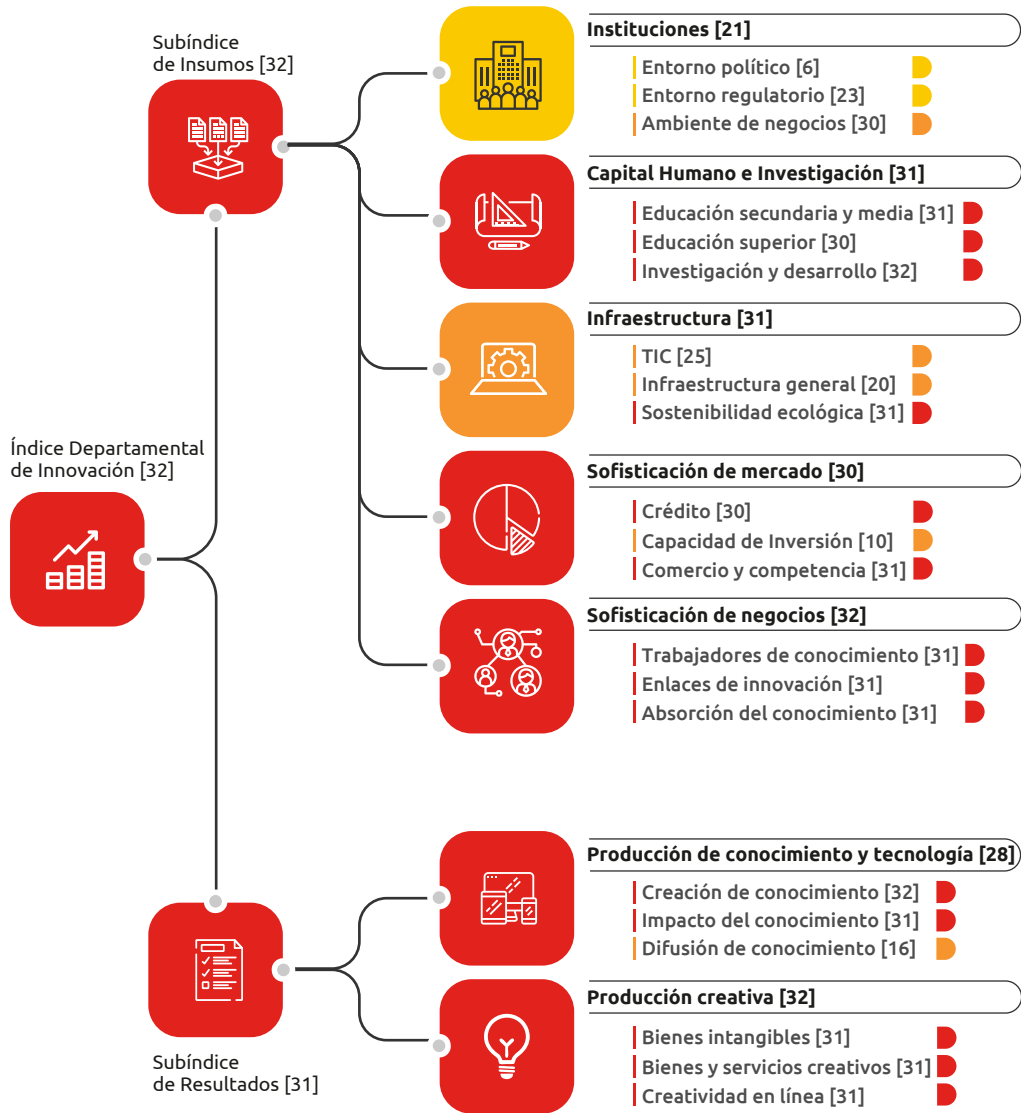 Índice Departamental
de Innovación [32]
Subíndice
de Insumos [32]
Instituciones [21]
Entorno político [6]
Entorno regulatorio [23]
Ambiente de negocios [30]
Capital Humano e Investigación [31]
Educación secundaria y media [31]
Educación superior [30]
Investigación y desarrollo [32]
Infraestructura [31]
TIC [25]
Infraestructura general [20]
Sostenibilidad ecológica [31]
Sofisticación de mercado [30]
Crédito [30]
Capacidad de Inversión [10]
Comercio y competencia [31]
Sofisticación de negocios [32]
Trabajadores de conocimiento [31]
Enlaces de innovación [31]
Absorción del conocimiento [31]
Subíndice
de Resultados [31]
Producción de conocimiento y tecnología [28]
Creación de conocimiento [32]
Impacto del conocimiento [31]
Difusión de conocimiento [16]
Producción creativa [32]
Bienes intangibles [31]
Bienes y servicios creativos [31]
Creatividad en línea [31]